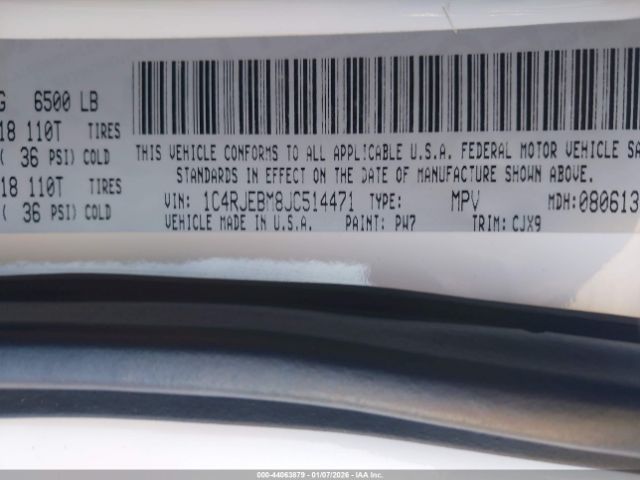 G 6500 LB
18 110T TIRES
( 36 PSI) COLD
18 110T TIRES
( 36 PSI) COLD
THIS VEHICLE CONFORMS TO ALL APPLICABLE U.S.A. FEDERAL MOTOR VEHICLE SA
STANDARDS IN EFFECT ON THE DATE OF MANUFACTURE SHOWN ABOVE.
VIN: 1C4RJEBM8JC514471 TYPE: MPV MDH:080613
VEHICLE MADE IN U.S.A. PAINT: PW7 TRIM: CJX9
000-44063879 - 01/07/2026 - IAA Inc.